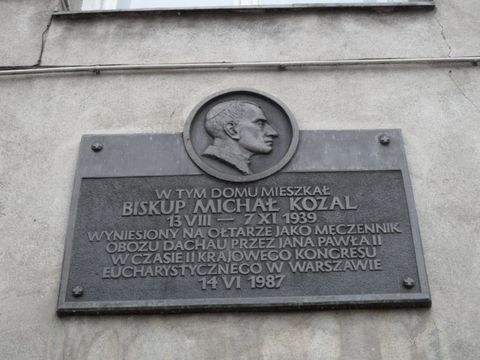 W TYM DOMU MIESZKAŁ
BISKUP MICHAŁ KOZAL
13 VIII — 7 XI 1939
WYNIESIONY NA OŁTARZE JAKO MĘCZENNIK
OBOZU DACHAU PRZEZ JANA PAWŁA II
W CZASIE II KRAJOWEGO KONGRESU
EUCHARYSTYCZNEGO W WARSZAWIE
14 VI 1987